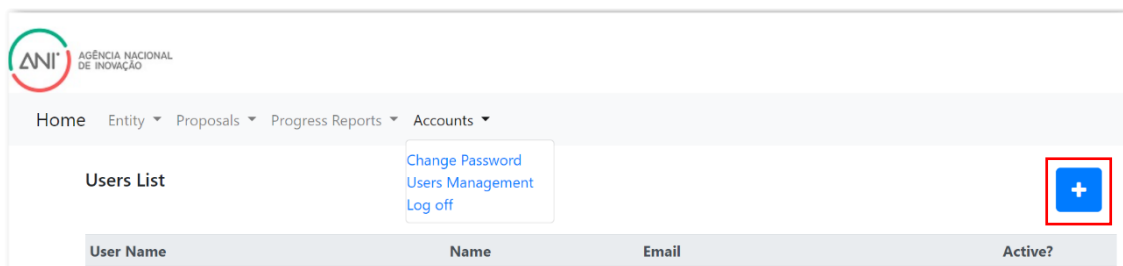 ANI
AGÊNCIA NACIONAL
DE INOVAÇÃO
Home Entity Proposals Progress Reports Accounts
Change Password
Users Management
Log off
Users List
+
User Name Name Email Active?